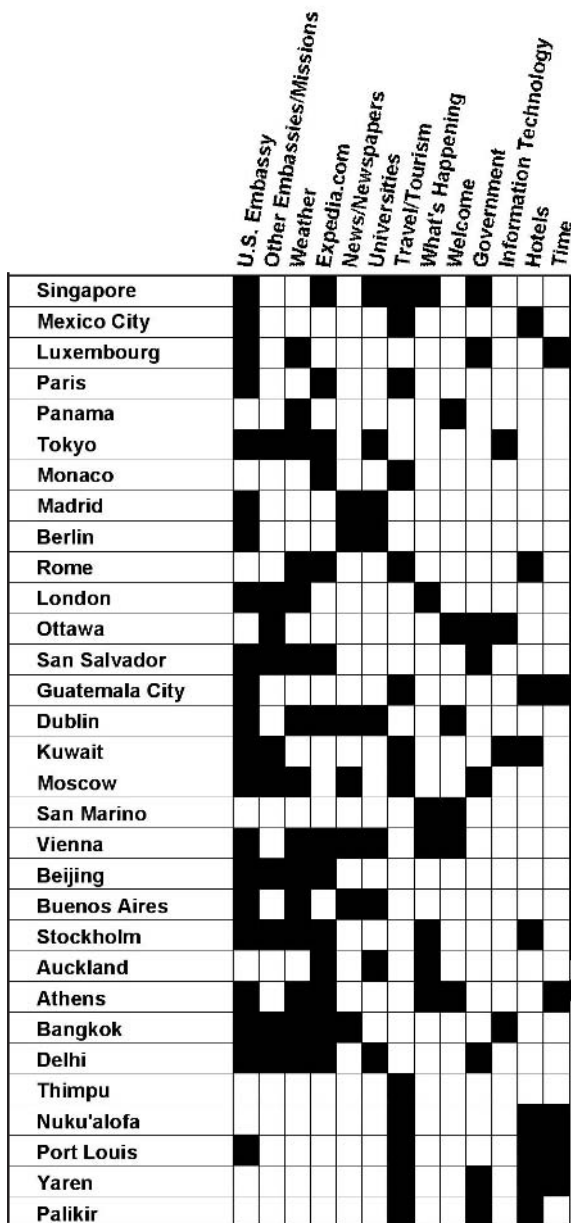 U.S. Embassy
Other Embassies/Missions
Weather
Expedia.com
News/Newspapers
Universities
Travel/Tourism
What's Happening
Welcome
Government
Information Technology
Hotels
Time
Singapore
Mexico City
Luxembourg
Paris
Panama
Tokyo
Monaco
Madrid
Berlin
Rome
London
Ottawa
San Salvador
Guatemala City
Dublin
Kuwait
Moscow
San Marino
Vienna
Beijing
Buenos Aires
Stockholm
Auckland
Athens
Bangkok
Delhi
Thimpu
Nuku'alofa
Port Louis
Yaren
Palikir